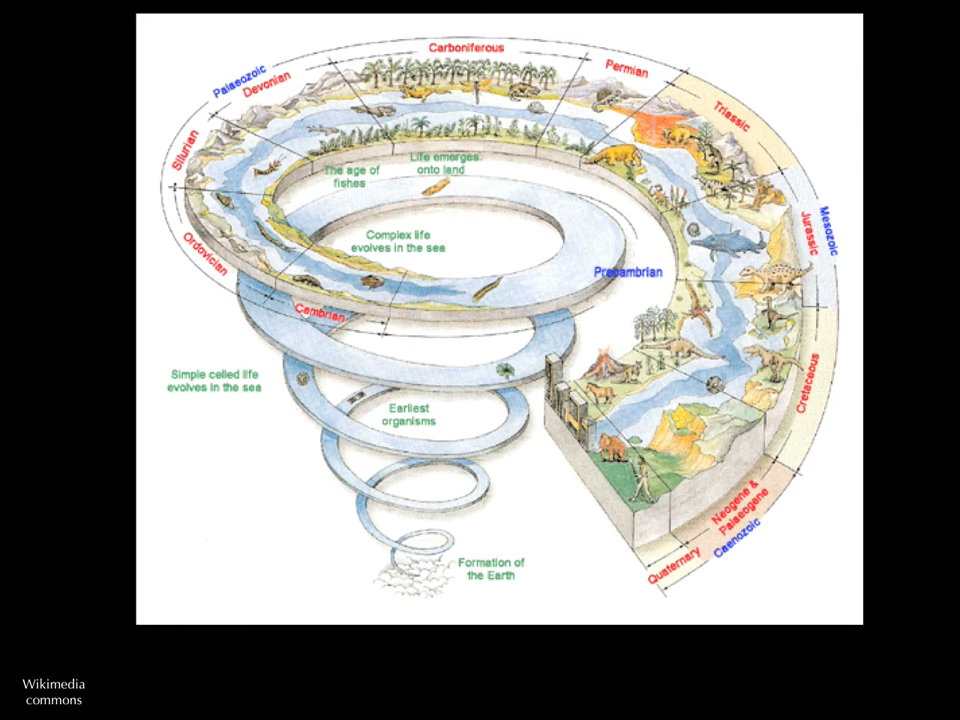 Carboniferous
Permian
Palaeozoic
Devonian
Triassic
Silurian
Life emerges
onto land
The age of
fishes
Mesozoic
Jurassic
Complex life
evolves in the sea
Ordovician
Precambrian
Cambrian
Simple celled life
evolves in the sea
Cretaceous
Earliest
organisms
Neogene &
Palaeogene
Caenozoic
Quaternary
Formation of
the Earth
Wikimedia
commons